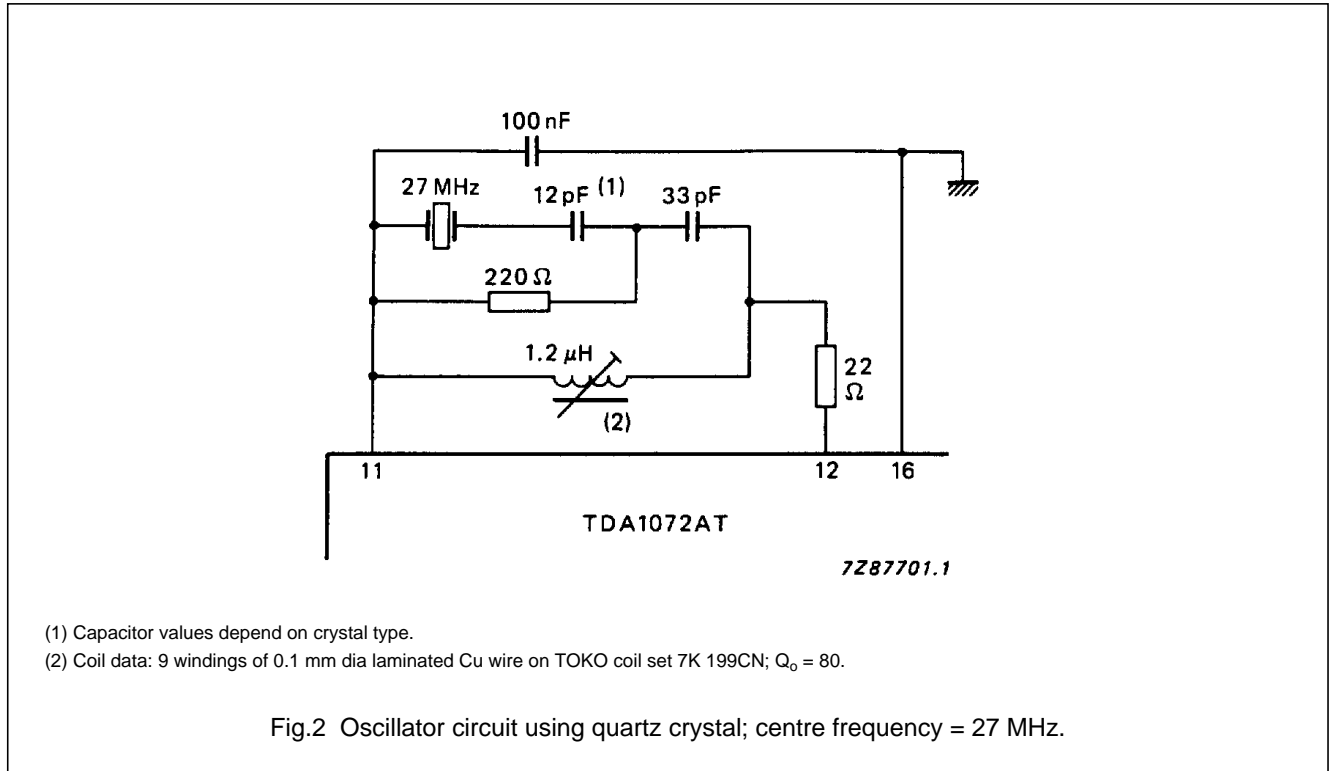 100 nF
27 MHz
12 pF (1)
33 pF
220 Ω
1.2 μH
(2)
22
Ω
11
12
16
TDA1072AT
7Z87701.1
(1) Capacitor values depend on crystal type.
(2) Coil data: 9 windings of 0.1 mm dia laminated Cu wire on TOKO coil set 7K 199CN; Qo = 80.
Fig.2 Oscillator circuit using quartz crystal; centre frequency = 27 MHz.